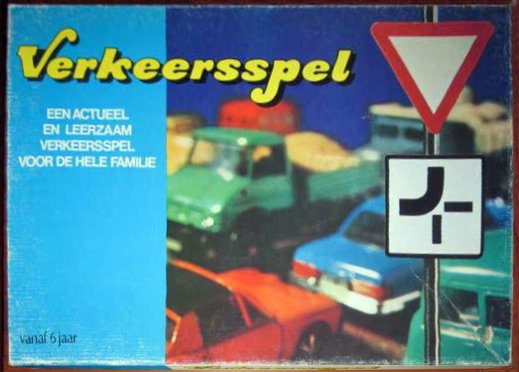 Verkeersspel
EEN ACTUEEL
EN LEERZAAM
VERKEERSSPEL
VOOR DE HELE FAMILIE
vanaf 6 jaar